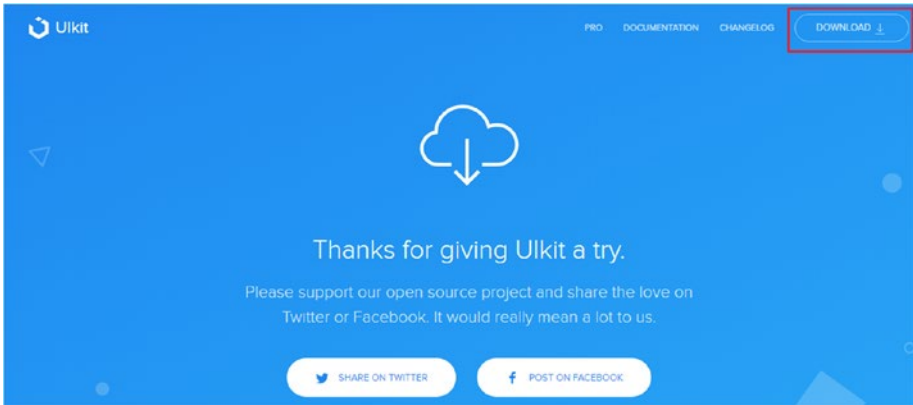 UIkit
PRO DOCUMENTATION CHANGELOG DOWNLOAD
Thanks for giving UIkit a try.
Please support our open source project and share the love on
Twitter or Facebook. It would really mean a lot to us.
SHARE ON TWITTER POST ON FACEBOOK